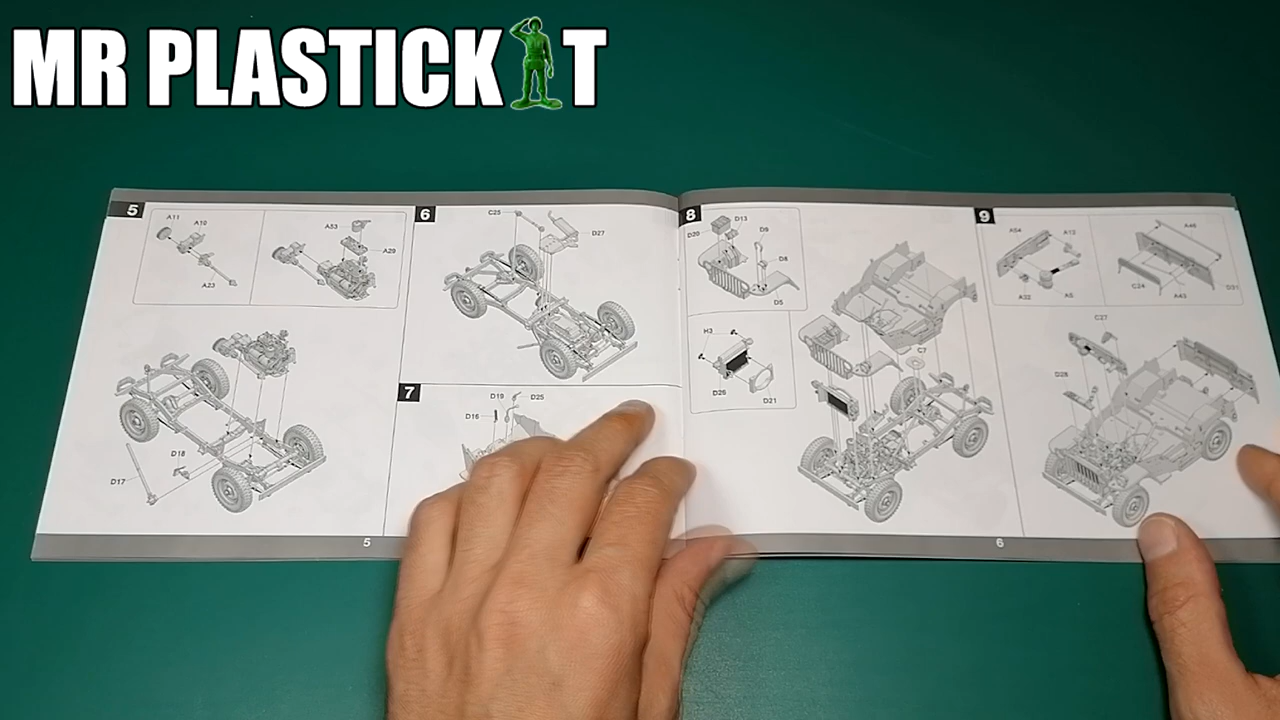 MR PLASTICK T
5
A11
A10
A23
A53
A29
D17
D18
5
6
C25
D27
7
D19
D25
D16
8
D13
D20
D9
D8
D5
H3
D26
D21
C7
9
A54
A13
A22
A5
A46
C24
A43
D31
C27
D28
6